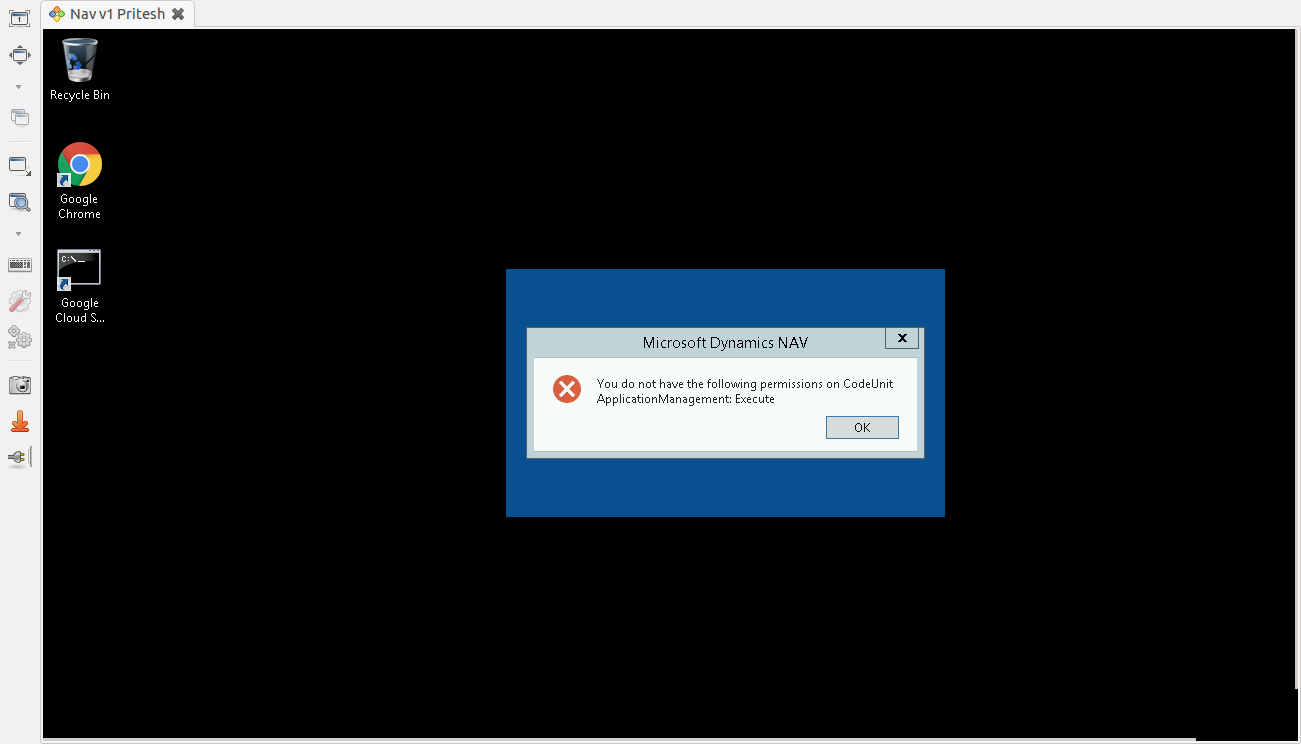 Nav v1 Pritesh
Recycle Bin
Google
Chrome
C:\_
Google
Cloud S...
Microsoft Dynamics NAV
x
You do not have the following permissions on CodeUnit
ApplicationManagement: Execute
OK